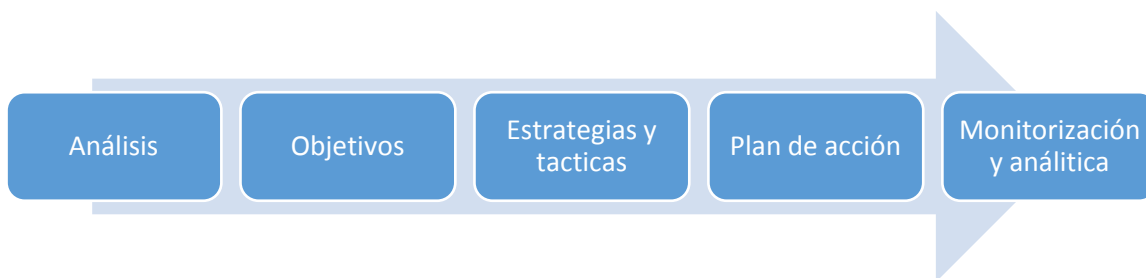 Análisis
Objetivos
Estrategias y
tacticas
Plan de acción
Monitorización
y análitica